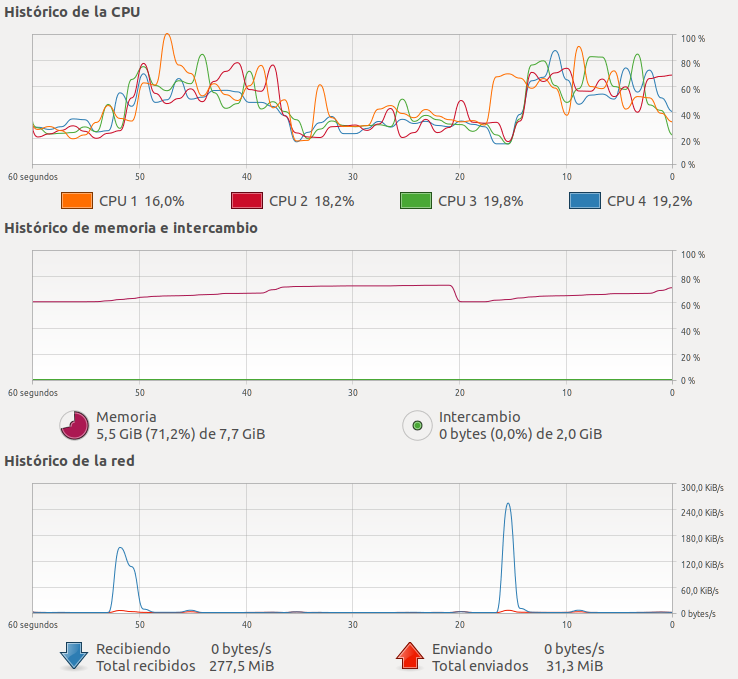 Histórico de la CPU
100 %
80 %
60 %
40 %
20 %
0 %
60 segundos 50 40 30 20 10 0
CPU 1 16,0% CPU 2 18,2% CPU 3 19,8% CPU 4 19,2%
Histórico de memoria e intercambio
100 %
80 %
60 %
40 %
20 %
0 %
60 segundos 50 40 30 20 10 0
Memoria
5,5 GiB (71,2%) de 7,7 GiB
Intercambio
0 bytes (0,0%) de 2,0 GiB
Histórico de la red
300,0 KiB/s
240,0 KiB/s
180,0 KiB/s
120,0 KiB/s
60,0 KiB/s
0 bytes/s
60 segundos 50 40 30 20 10 0
Recibiendo 0 bytes/s
Total recibidos 277,5 MiB
Enviando 0 bytes/s
Total enviados 31,3 MiB